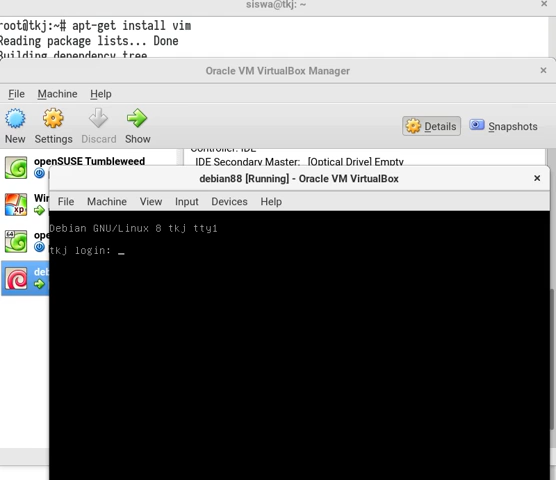 siswa@tkj: ~
root@tkj:~# apt-get install vim
Reading package lists... Done
Building dependency tree
Oracle VM VirtualBox Manager
File Machine Help
New Settings Discard Show Details Snapshots
openSUSE Tumbleweed
IDE Secondary Master: [Optical Drive] Empty
Win
xp
64
op
deb
debian88 [Running] - Oracle VM VirtualBox
File Machine View Input Devices Help
Debian GNU/Linux 8 tkj tty1
tkj login: _